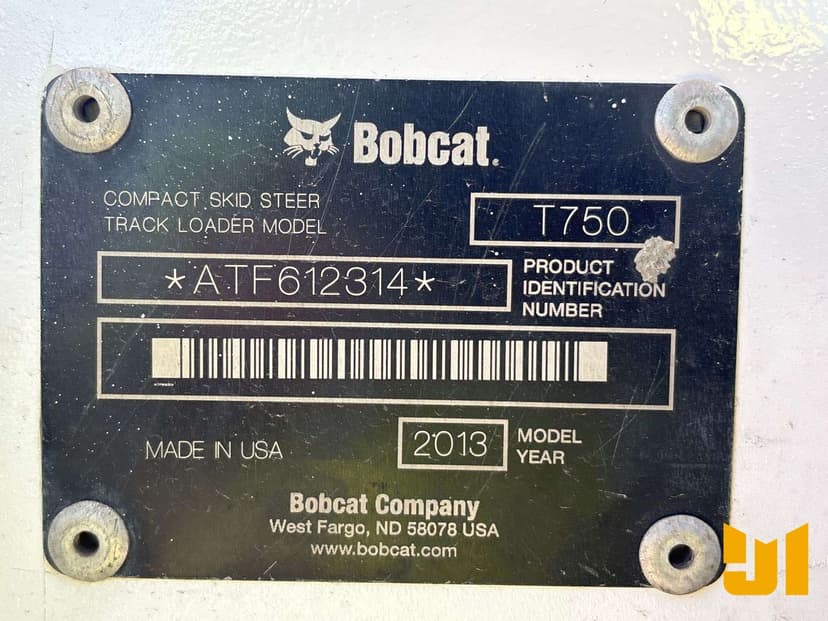 Bobcat.
COMPACT SKID STEER
TRACK LOADER MODEL
T750
*ATF612314*
PRODUCT
IDENTIFICATION
NUMBER
MADE IN USA
2013
MODEL
YEAR
Bobcat Company
West Fargo, ND 58078 USA
www.bobcat.com